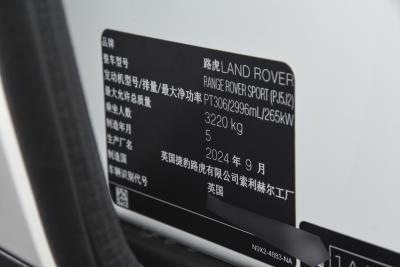 品牌 路虎 LAND ROVER
整车型号 RANGE ROVER SPORT (PJ5J2)
发动机型号/排量/最大净功率 PT306/2996mL/265kW
最大允许总质量 3220 kg
乘坐人数 5
制造年月 2024 年 9 月
生产厂名 英国捷豹路虎有限公司索利赫尔工厂
制造国 英国
车辆识别代号
N9X2-4883-NA